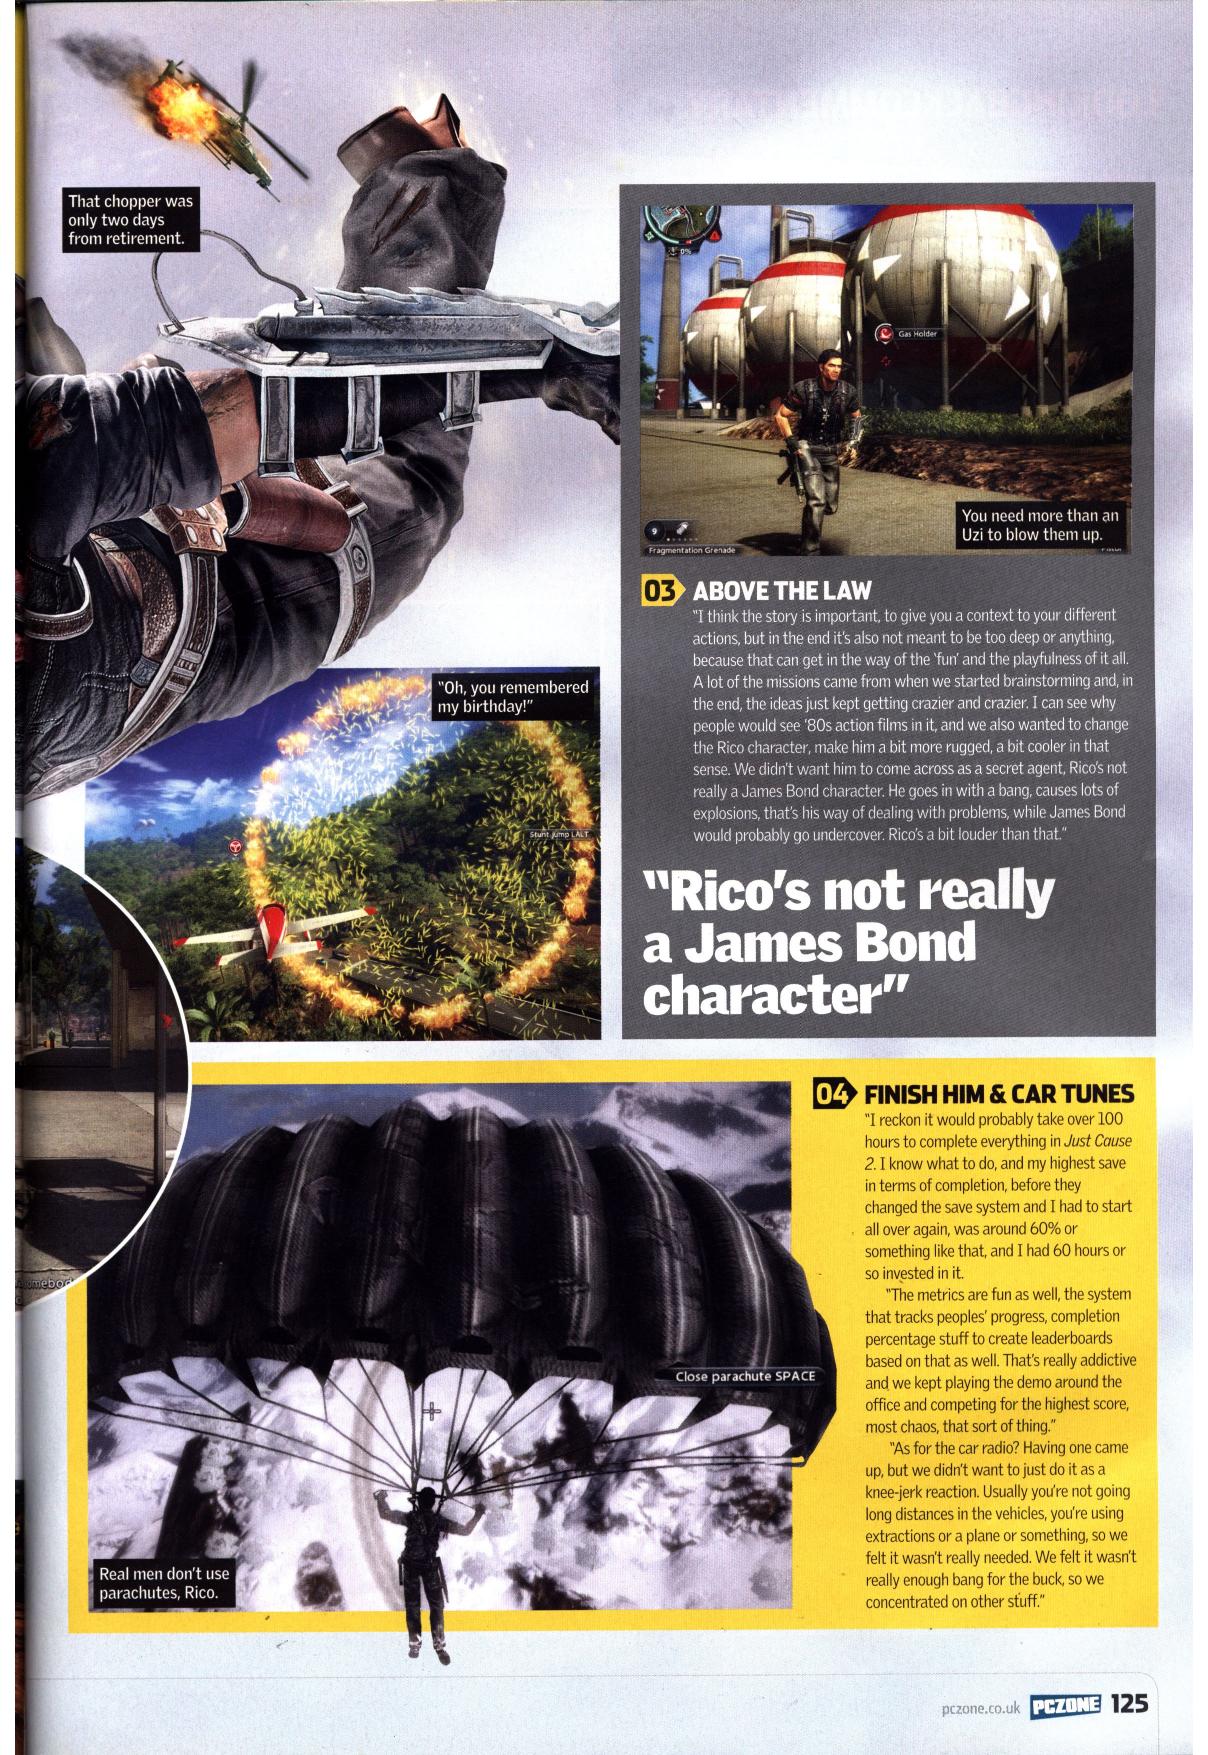 That chopper was
only two days
from retirement.
0%
Gas Holder
9
Fragmentation Grenade
Pistol
You need more than an
Uzi to blow them up.
03 ABOVE THE LAW
"I think the story is important, to give you a context to your different
actions, but in the end it's also not meant to be too deep or anything,
because that can get in the way of the 'fun' and the playfulness of it all.
A lot of the missions came from when we started brainstorming and, in
the end, the ideas just kept getting crazier and crazier. I can see why
people would see '80s action films in it, and we also wanted to change
the Rico character, make him a bit more rugged, a bit cooler in that
sense. We didn't want him to come across as a secret agent, Rico's not
really a James Bond character. He goes in with a bang, causes lots of
explosions, that's his way of dealing with problems, while James Bond
would probably go undercover. Rico's a bit louder than that."
"Rico's not really
a James Bond
character"
"Oh, you remembered
my birthday!"
Stunt jump LALT
04 FINISH HIM & CAR TUNES
"I reckon it would probably take over 100
hours to complete everything in Just Cause
2. I know what to do, and my highest save
in terms of completion, before they
changed the save system and I had to start
all over again, was around 60% or
something like that, and I had 60 hours or
so invested in it.
"The metrics are fun as well, the system
that tracks peoples' progress, completion
percentage stuff to create leaderboards
based on that as well. That's really addictive
and we kept playing the demo around the
office and competing for the highest score,
most chaos, that sort of thing."
"As for the car radio? Having one came
up, but we didn't want to just do it as a
knee-jerk reaction. Usually you're not going
long distances in the vehicles, you're using
extractions or a plane or something, so we
felt it wasn't really needed. We felt it wasn't
really enough bang for the buck, so we
concentrated on other stuff."
Close parachute SPACE
Real men don't use
parachutes, Rico.
pczone.co.uk PCZONE 125